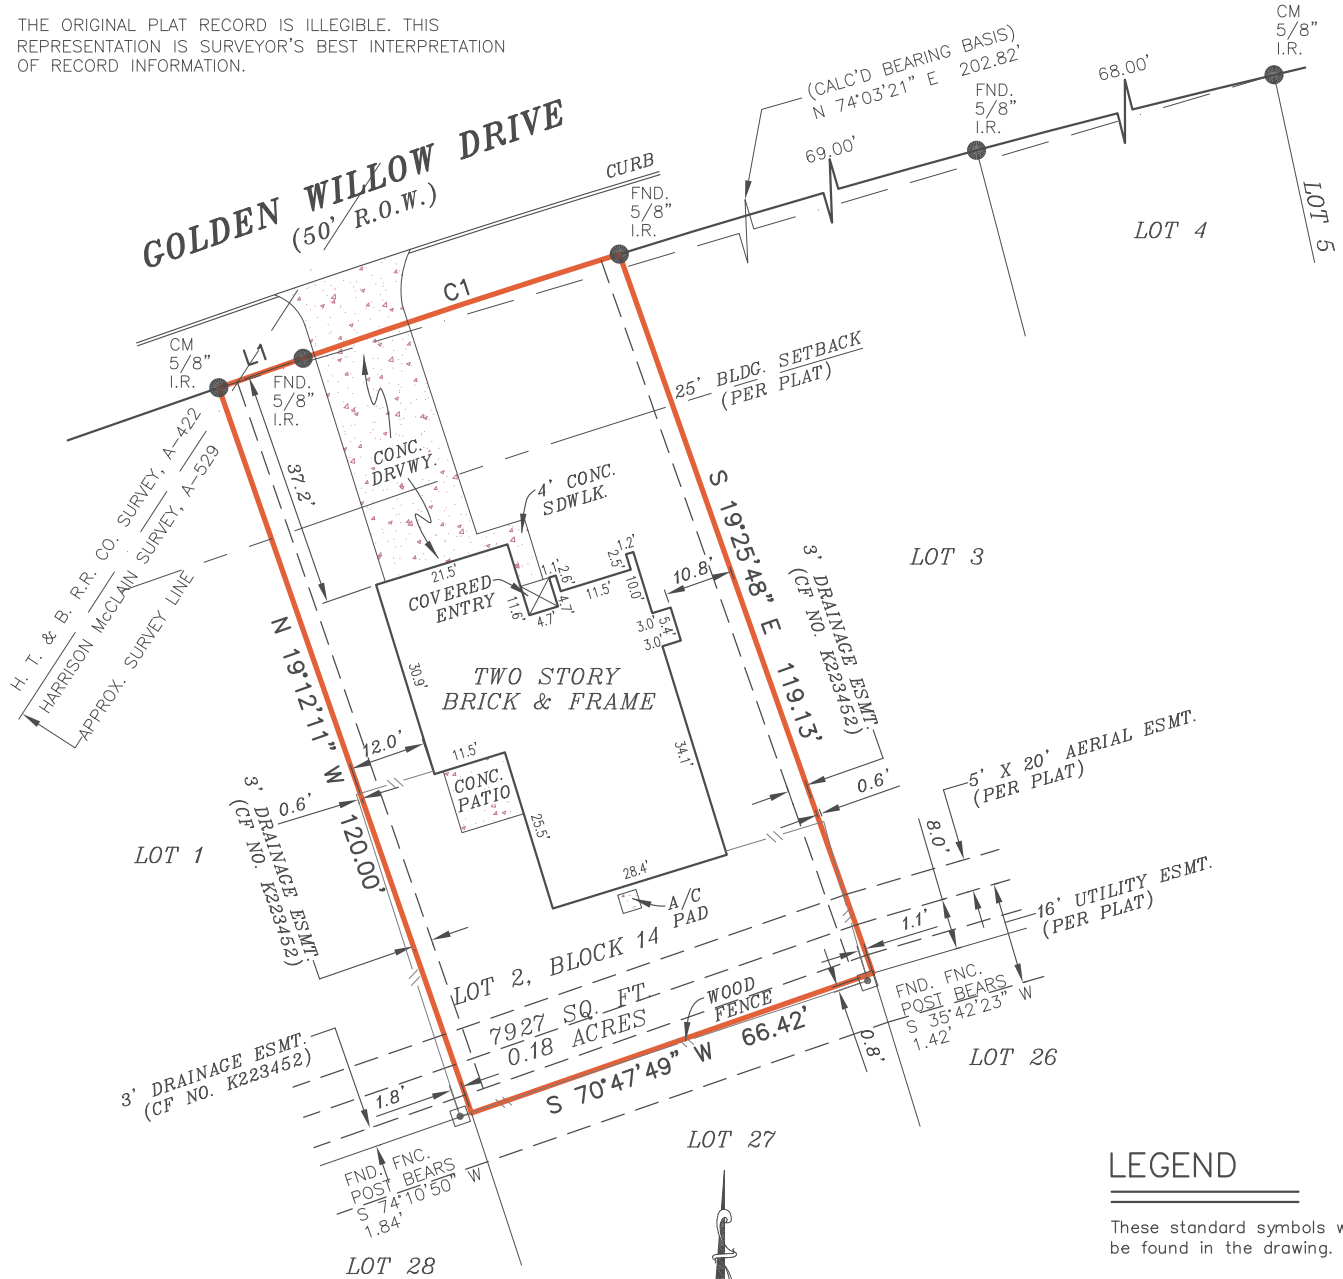 THE ORIGINAL PLAT RECORD IS ILLEGIBLE. THIS
REPRESENTATION IS SURVEYOR'S BEST INTERPRETATION
OF RECORD INFORMATION.
CM
5/8"
I.R.
(CALC'D BEARING BASIS)
N 74°03'21" E 202.82'
68.00'
FND.
5/8"
I.R.
69.00'
GOLDEN WILLOW DRIVE
(50' R.O.W.)
CURB
FND.
5/8"
I.R.
LOT 4
LOT 5
C1
L1
CM
5/8"
I.R.
FND.
5/8"
I.R.
25' BLDG. SETBACK
(PER PLAT)
H. T. & B. R.R. CO. SURVEY, A-422
HARRISON McCLAIN SURVEY, A-529
APPROX. SURVEY LINE
37.2'
CONC.
DRVWY.
4' CONC.
SDWLK.
S 19°25'48" E 119.13'
3' DRAINAGE ESMT.
(CF NO. K223452)
LOT 3
21.5'
COVERED
ENTRY
11.6'
1.1'
2.6'
4.7'
4.7'
11.5'
2.5'
1.2'
10.0'
3.0'
5.4'
3.0'
10.8'
N 19°12'11" W 120.00'
30.9'
TWO STORY
BRICK & FRAME
34.1'
12.0'
11.5'
CONC.
PATIO
25.5'
28.4'
A/C
PAD
0.6'
3' DRAINAGE ESMT.
(CF NO. K223452)
LOT 1
0.6'
5' X 20' AERIAL ESMT.
(PER PLAT)
8.0'
16' UTILITY ESMT.
(PER PLAT)
1.1'
LOT 2, BLOCK 14
7927 SQ. FT.
0.18 ACRES
WOOD
FENCE
FND. FNC.
POST BEARS
S 35°42'23" W
1.42'
0.8'
LOT 26
3' DRAINAGE ESMT.
(CF NO. K223452)
1.8'
S 70°47'49" W 66.42'
LOT 27
FND. FNC.
POST BEARS
S 74°10'50" W
1.84'
LOT 28
LEGEND
These standard symbols w
be found in the drawing.